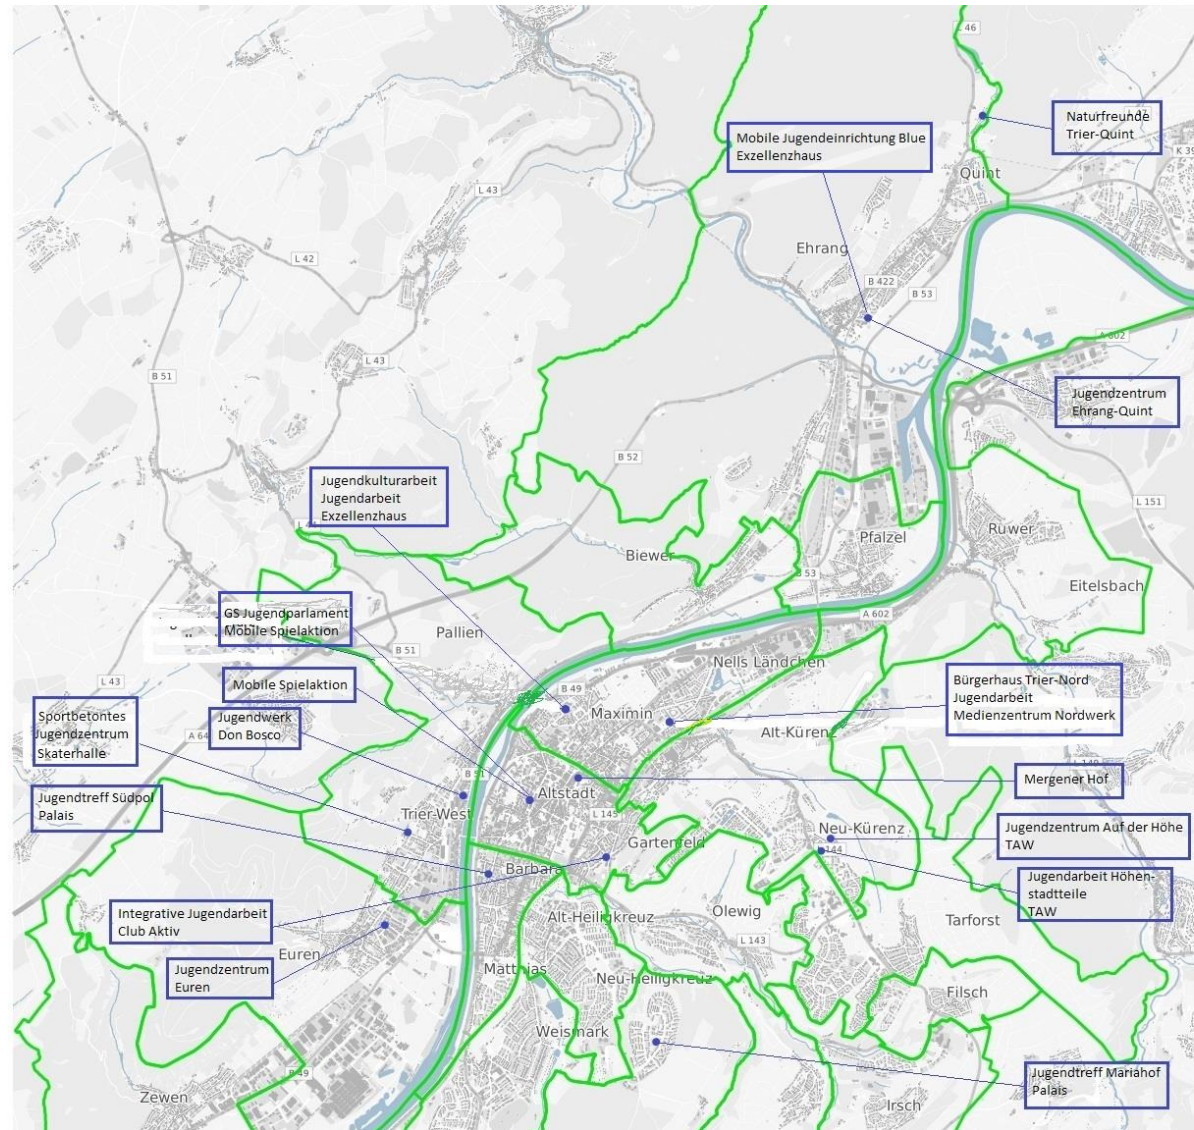 L 46
Naturfreunde
Trier-Quint
K 39
Mobile Jugendeinrichtung Blue
Exzellenzhaus
Quint
L 43
Ehrang
L 42
B 422
B 53
A 602
L 43
B 51
Jugendzentrum
Ehrang-Quint
B 52
Jugendkulturarbeit
Jugendarbeit
Exzellenzhaus
L 151
Ruwer
Pfalzel
Biewer
B 53
Eitelsbach
GS Jugendparlament
Mobile Spielaktion
A 602
Pallien
B 51
Nells Ländchen
L 43
Mobile Spielaktion
B 49
Bürgerhaus Trier-Nord
Jugendarbeit
Medienzentrum Nordwerk
Sportbetontes
Jugendzentrum
Skaterhalle
Jugendwerk
Don Bosco
Maximin
Alt-Kürenz
A 64
B 51
L 149
Mergener Hof
Jugendtreff Südpol
Palais
Altstadt
Trier-West
L 145
Neu-Kürenz
Jugendzentrum Auf der Höhe
TAW
Gartenfeld
144
Barbara
Jugendarbeit Höhen-
stadtteile
TAW
Integrative Jugendarbeit
Club Aktiv
Alt-Heiligkreuz
Olewig
Tarforst
L 143
Euren
Jugendzentrum
Euren
Matthias
Neu-Heiligkreuz
Filsch
Weismark
B 49
Jugendtreff Mariahof
Palais
Zewen
Irsch